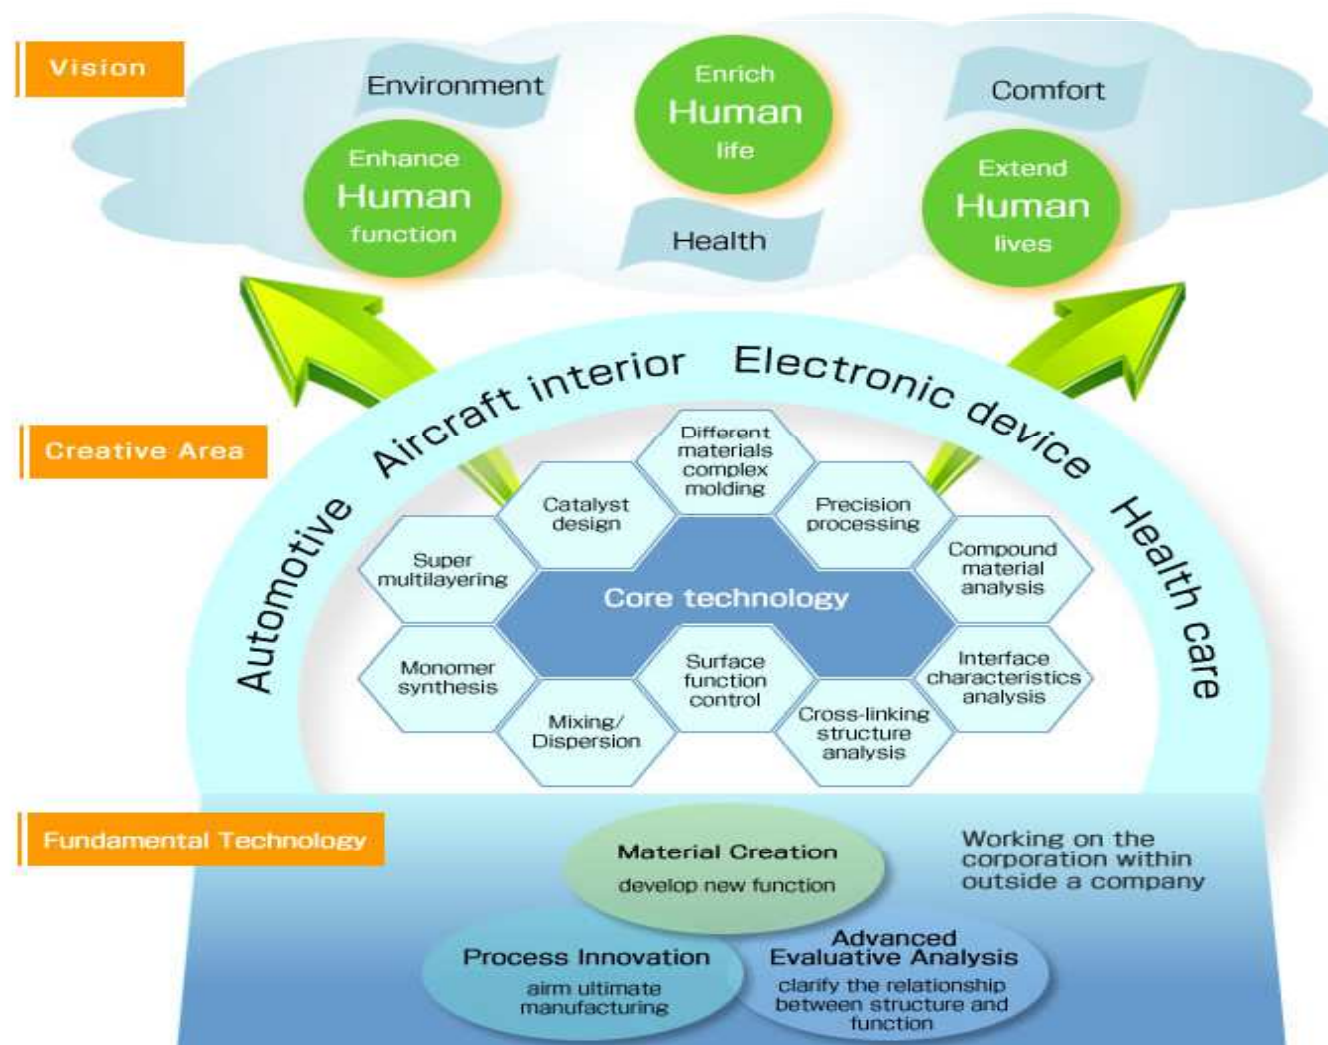 Vision
Environment
Enrich
Human
life
Comfort
Enhance
Human
function
Extend
Human
lives
Health
Creative Area
Automotive
Aircraft interior
Electronic device
Health care
Different
materials
complex
molding
Catalyst
design
Precision
processing
Super
multilayering
Compound
material
analysis
Core technology
Monomer
synthesis
Surface
function
control
Interface
characteristics
analysis
Mixing/
Dispersion
Cross-linking
structure
analysis
Fundamental Technology
Material Creation
develop new function
Working on the
corporation within
outside a company
Process Innovation
airm ultimate
manufacturing
Advanced
Evaluative Analysis
clarify the relationship
between structure and
function